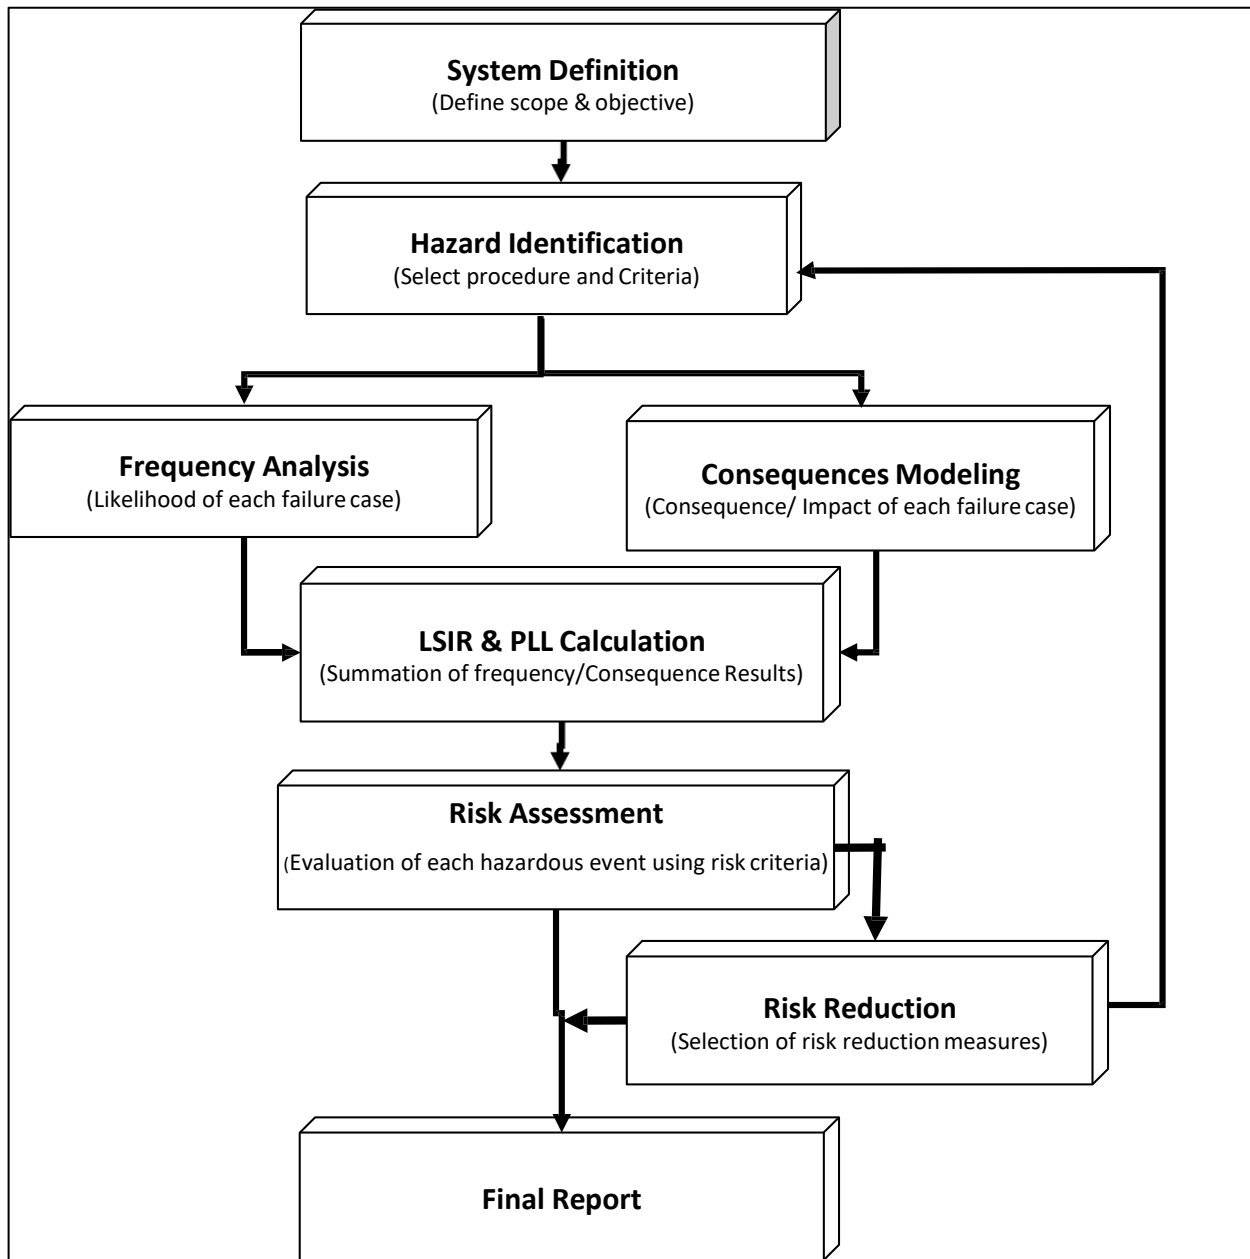 System Definition
(Define scope & objective)
Hazard Identification
(Select procedure and Criteria)
Frequency Analysis
(Likelihood of each failure case)
Consequences Modeling
(Consequence/ Impact of each failure case)
LSIR & PLL Calculation
(Summation of frequency/Consequence Results)
Risk Assessment
(Evaluation of each hazardous event using risk criteria)
Risk Reduction
(Selection of risk reduction measures)
Final Report